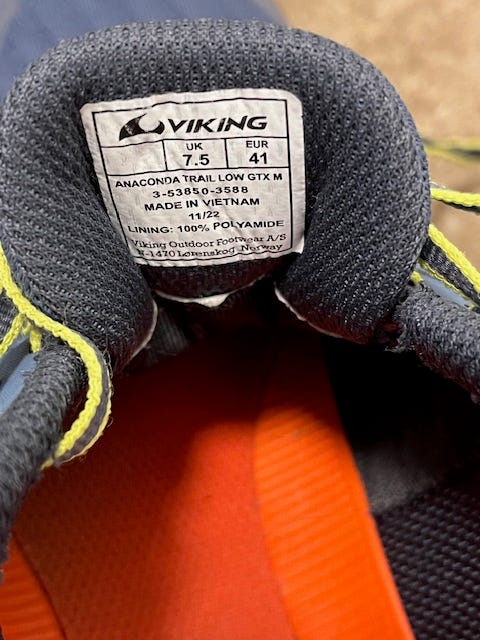 VIKING
UK EUR
7.5 41
ANACONDA TRAIL LOW GTX M
3-53850-3588
MADE IN VIETNAM
11/22
LINING: 100% POLYAMIDE
Viking Outdoor Footwear A/S
N-1470 Lørenskog, Norway